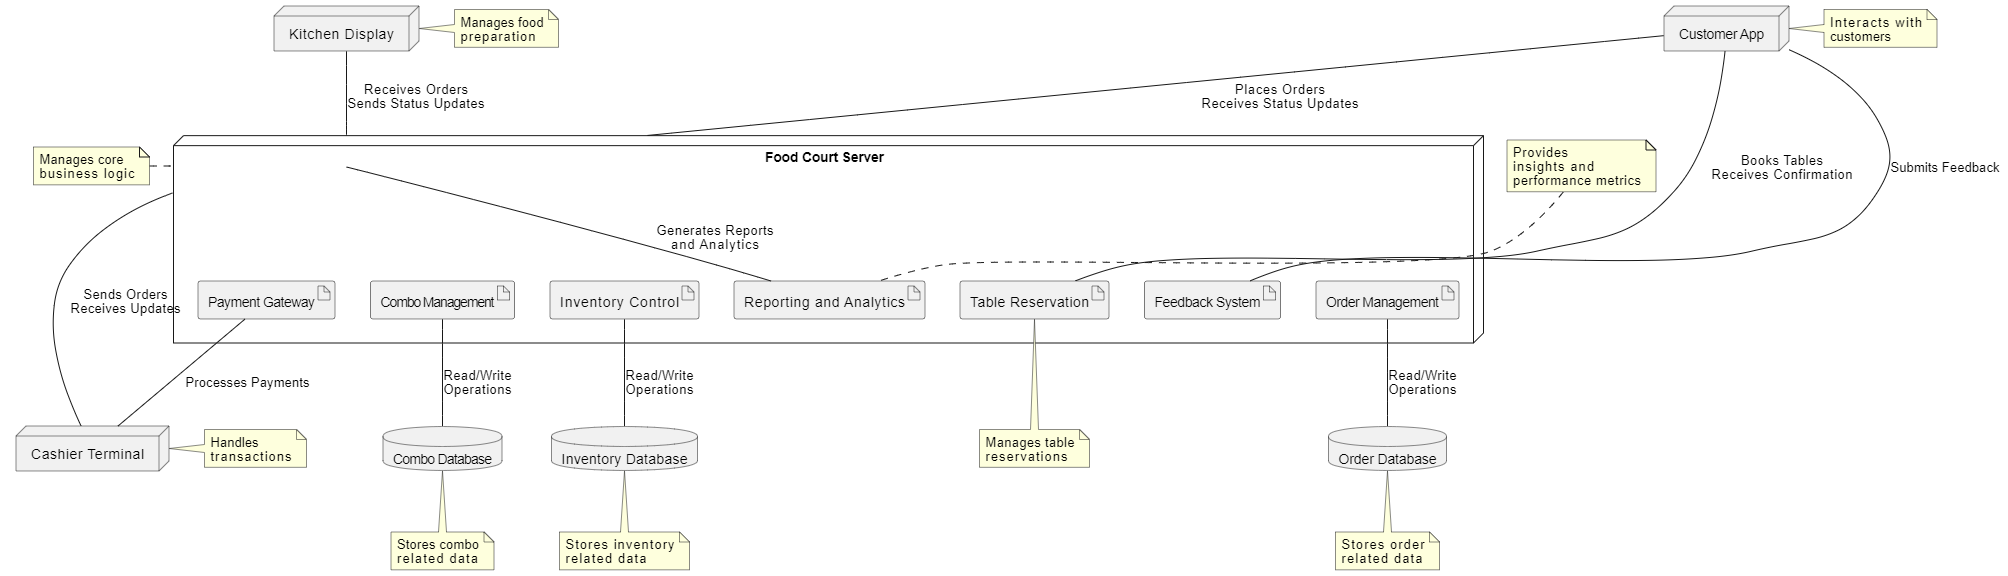 Kitchen Display
Manages food
preparation
Customer App
Interacts with
customers
Receives Orders
Sends Status Updates
Places Orders
Receives Status Updates
Manages core
business logic
Food Court Server
Provides
insights and
performance metrics
Books Tables
Receives Confirmation
Submits Feedback
Generates Reports
and Analytics
Sends Orders
Receives Updates
Payment Gateway
Combo Management
Inventory Control
Reporting and Analytics
Table Reservation
Feedback System
Order Management
Processes Payments
Read/Write
Operations
Read/Write
Operations
Read/Write
Operations
Cashier Terminal
Handles
transactions
Combo Database
Inventory Database
Manages table
reservations
Order Database
Stores combo
related data
Stores inventory
related data
Stores order
related data